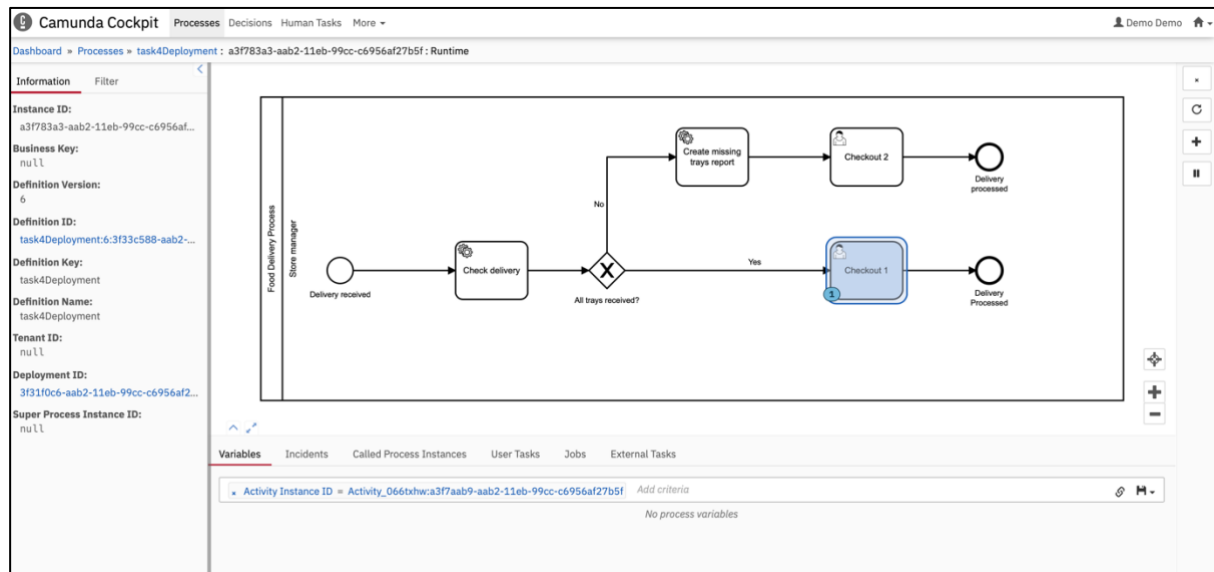 Camunda Cockpit Processes Decisions Human Tasks More Demo Demo
Dashboard » Processes » task4Deployment : a3f783a3-aab2-11eb-99cc-c6956af27b5f : Runtime
Information Filter
Instance ID:
a3f783a3-aab2-11eb-99cc-c6956af...
Business Key:
null
Definition Version:
6
Definition ID:
task4Deployment:6:3f33c588-aab2-...
Definition Key:
task4Deployment
Definition Name:
task4Deployment
Tenant ID:
null
Deployment ID:
3f31f0c6-aab2-11eb-99cc-c6956af2...
Super Process Instance ID:
null
Food Delivery Process
Store manager
Delivery received
Check delivery
All trays received?
No
Create missing
trays report
Checkout 2
Delivery
processed
Yes
Checkout 1
1
Delivery
Processed
Variables Incidents Called Process Instances User Tasks Jobs External Tasks
Activity Instance ID = Activity_066txhw:a3f7aab9-aab2-11eb-99cc-c6956af27b5f Add criteria
No process variables